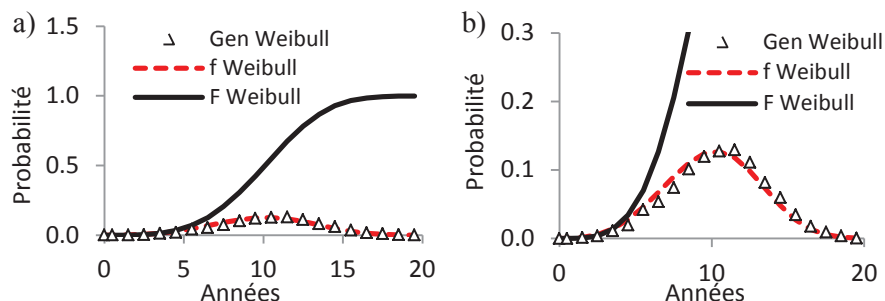 a)
1.5
1.0
0.5
0.0
Probabilité
Gen Weibull
f Weibull
F Weibull
0 5 10 15 20
Années
b)
0.3
0.2
0.1
0.0
Probabilité
Gen Weibull
f Weibull
F Weibull
0 10 20
Années